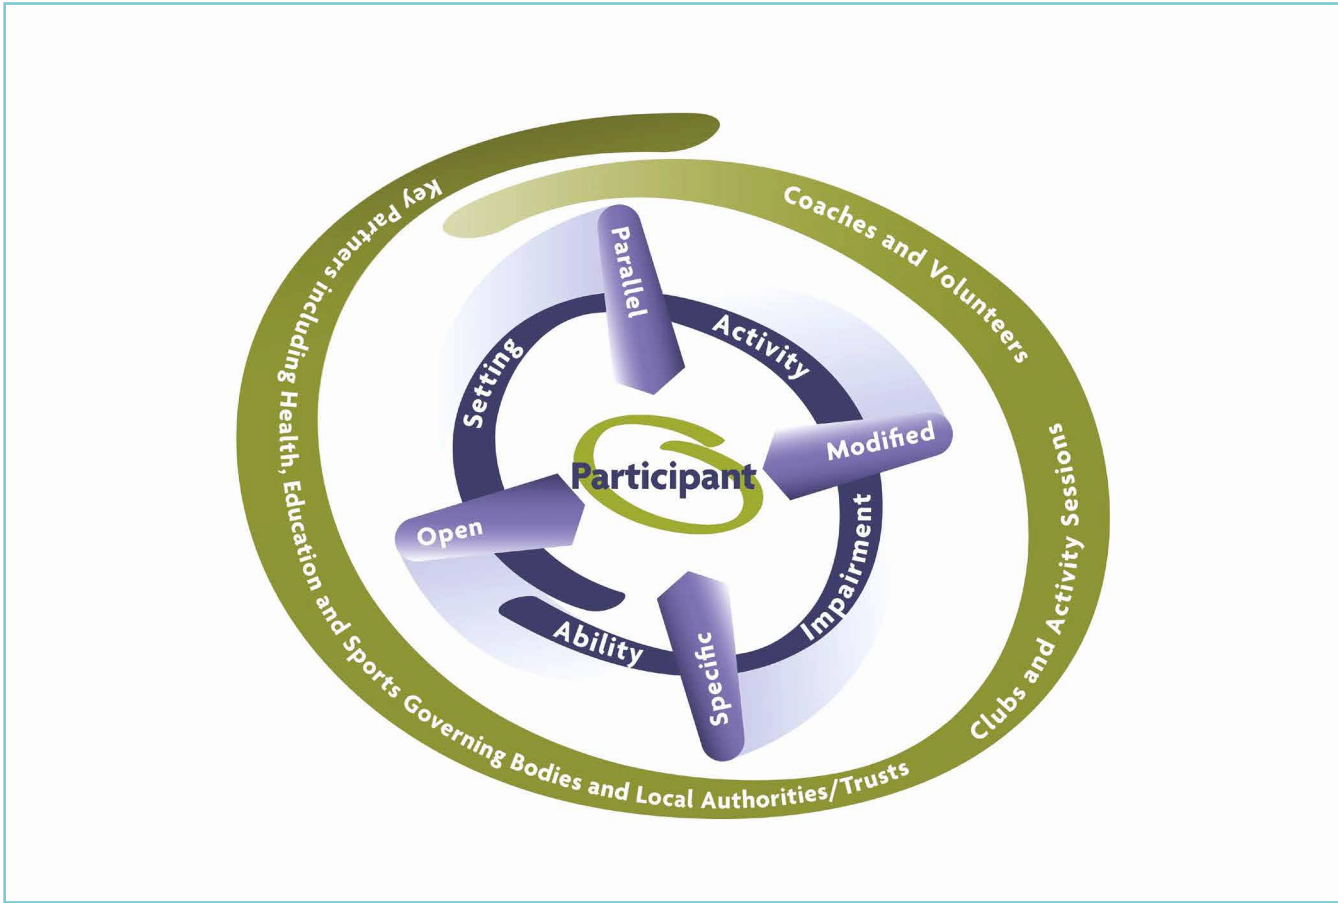 Key Partners including Health, Education and Sports Governing Bodies and Local Authorities/Trusts
Coaches and Volunteers
Clubs and Activity Sessions
Parallel
Setting
Activity
Modified
Participant
Open
Impairment
Ability
Specific